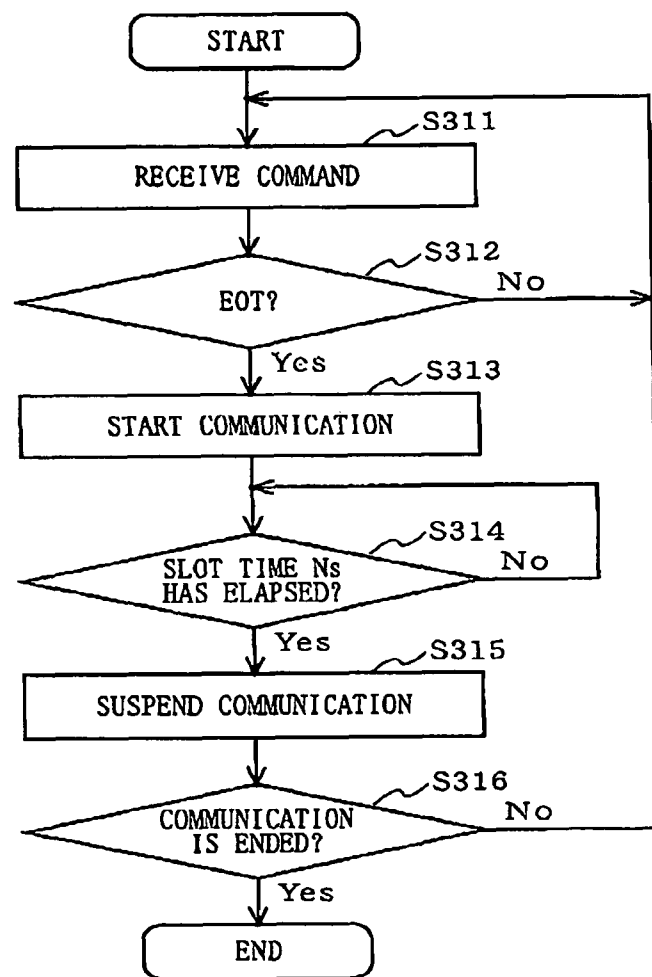 START
S311
RECEIVE COMMAND
S312
EOT?
No
Yes
S313
START COMMUNICATION
S314
SLOT TIME Ns
HAS ELAPSED?
No
Yes
S315
SUSPEND COMMUNICATION
S316
COMMUNICATION
IS ENDED?
No
Yes
END